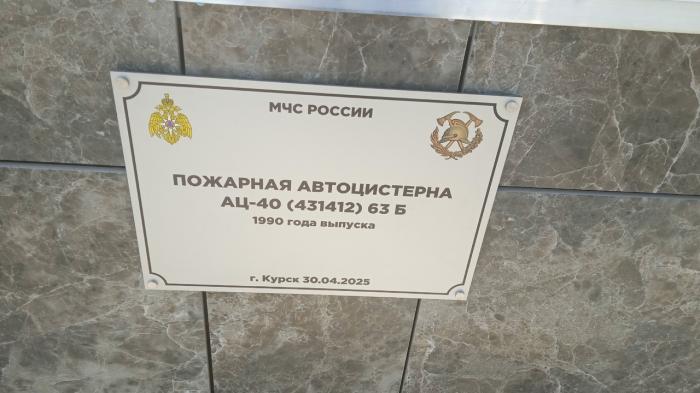 МЧС РОССИИ
ПОЖАРНАЯ АВТОЦИСТЕРНА
АЦ-40 (431412) 63 Б
1990 года выпуска
г. Курск 30.04.2025